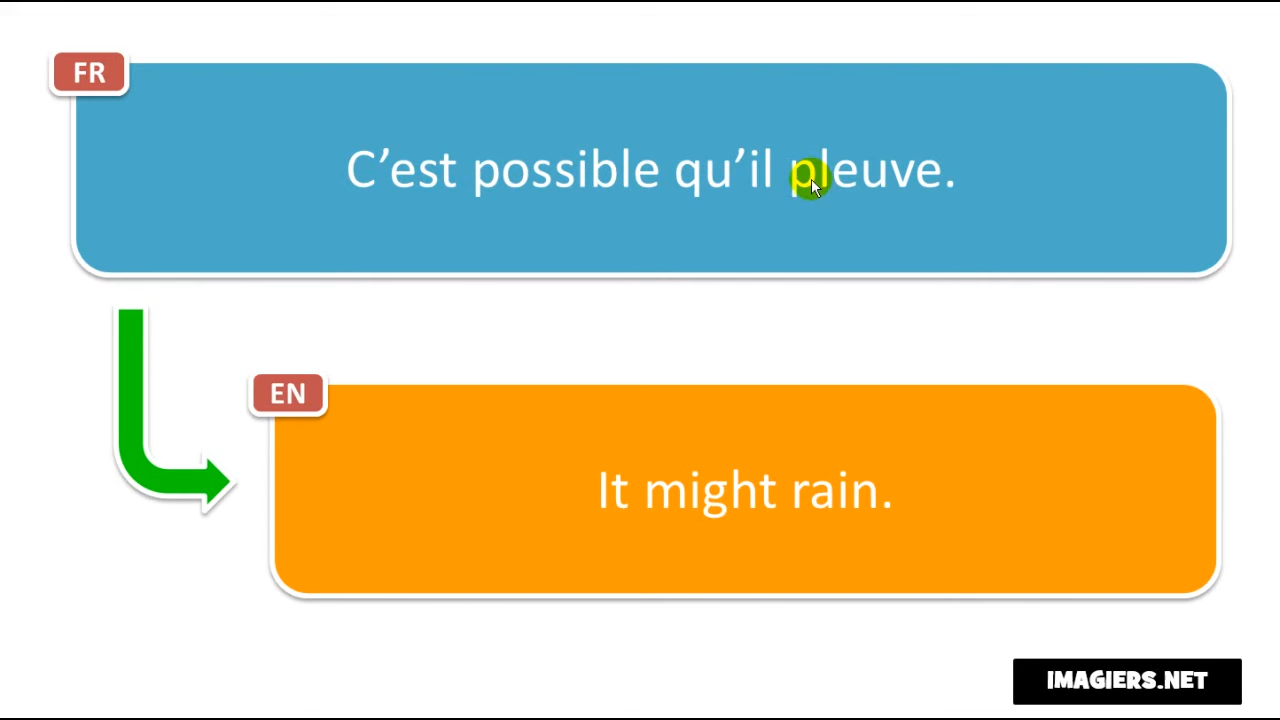 FR
C’est possible qu’il pleuve.
EN
It might rain.
IMAGIERS.NET